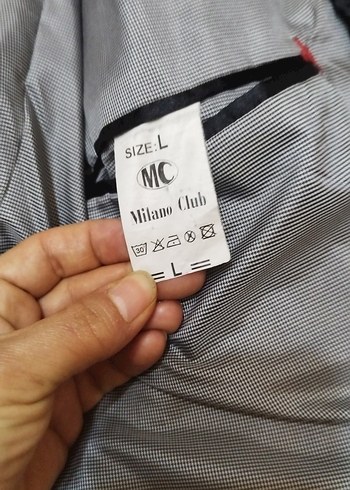 SIZE: L
MC
Milano Club
30
= L =